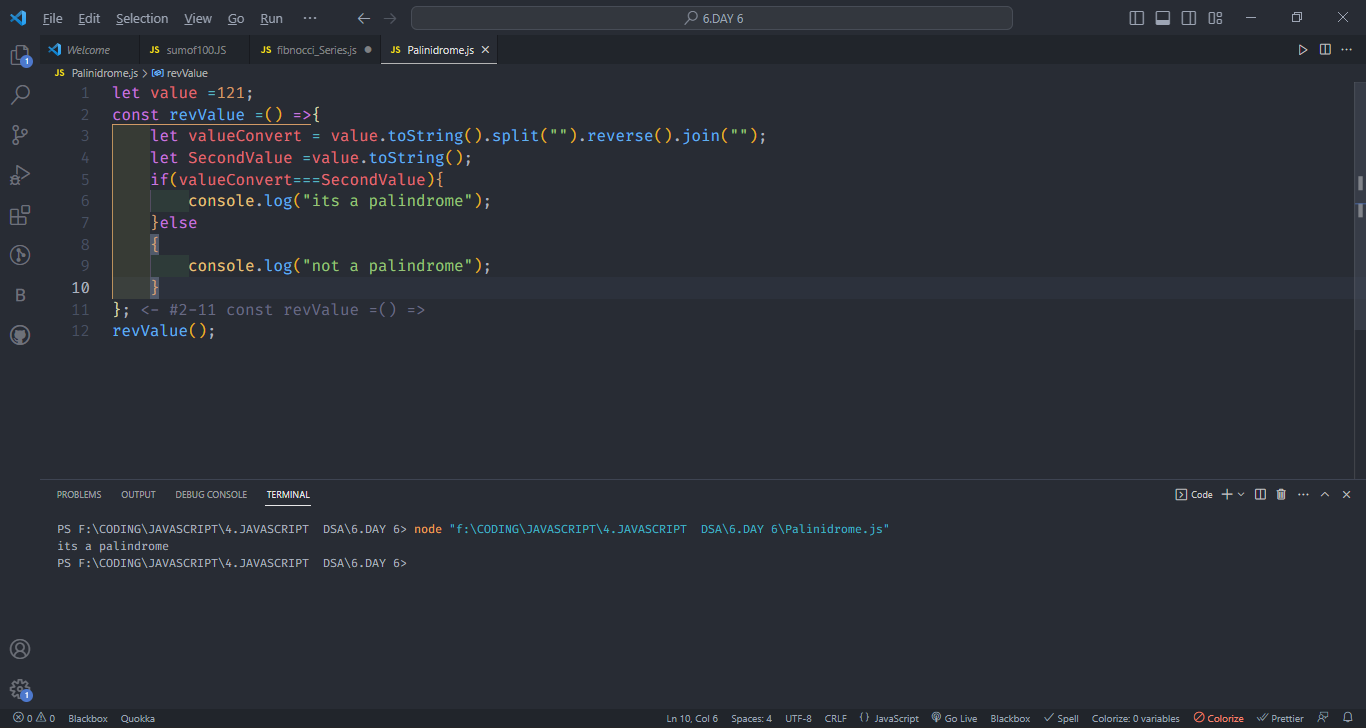 File Edit Selection View Go Run ··· 6.DAY 6
Welcome JS sumof100.JS JS fibnocci_Series.js JS Palinidrome.js
JS Palinidrome.js > revValue
1 let value =121;
2 const revValue =() =>{
3 let valueConvert = value.toString().split("").reverse().join("");
4 let SecondValue =value.toString();
5 if(valueConvert===SecondValue){
6 console.log("its a palindrome");
7 }else
8 {
9 console.log("not a palindrome");
10 }
11 }; <- #2-11 const revValue =() =>
12 revValue();
1
B
PROBLEMS OUTPUT DEBUG CONSOLE TERMINAL Code
PS F:\CODING\JAVASCRIPT\4.JAVASCRIPT  DSA\6.DAY 6> node "f:\CODING\JAVASCRIPT\4.JAVASCRIPT  DSA\6.DAY 6\Palinidrome.js"
its a palindrome
PS F:\CODING\JAVASCRIPT\4.JAVASCRIPT  DSA\6.DAY 6>
1
0 0 Blackbox Quokka Ln 10, Col 6 Spaces: 4 UTF-8 CRLF { } JavaScript Go Live Blackbox Spell Colorize: 0 variables Colorize Prettier